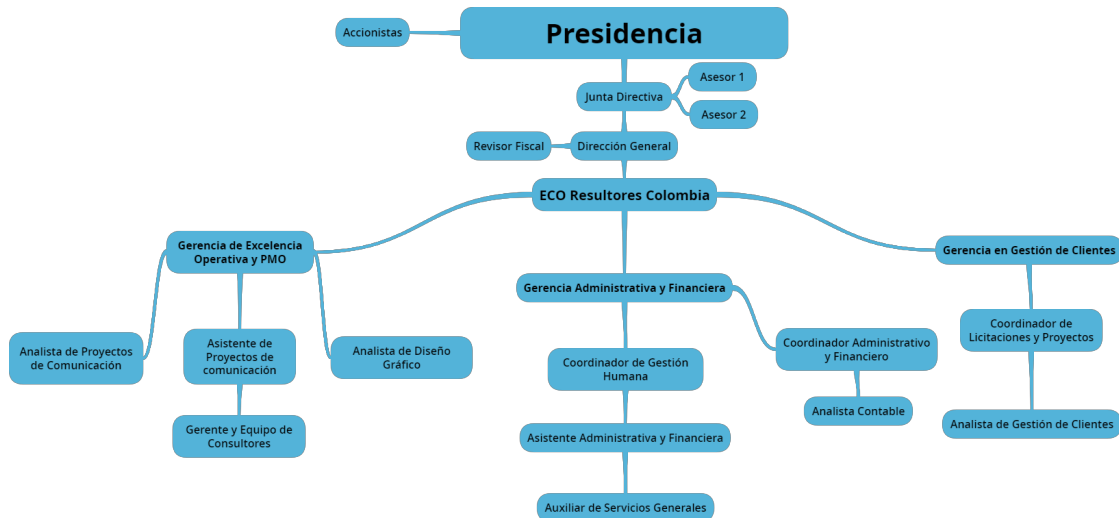 Presidencia
Accionistas
Asesor 1
Junta Directiva
Asesor 2
Revisor Fiscal
Dirección General
ECO Resultores Colombia
Gerencia de Excelencia
Operativa y PMO
Gerencia Administrativa y Financiera
Gerencia en Gestión de Clientes
Analista de Proyectos
de Comunicación
Asistente de
Proyectos de
comunicación
Analista de Diseño
Gráfico
Gerente y Equipo de
Consultores
Coordinador de Gestión
Humana
Coordinador Administrativo
y Financiero
Analista Contable
Asistente Administrativa y Financiera
Auxiliar de Servicios Generales
Coordinador de
Licitaciones y Proyectos
Analista de Gestión de Clientes